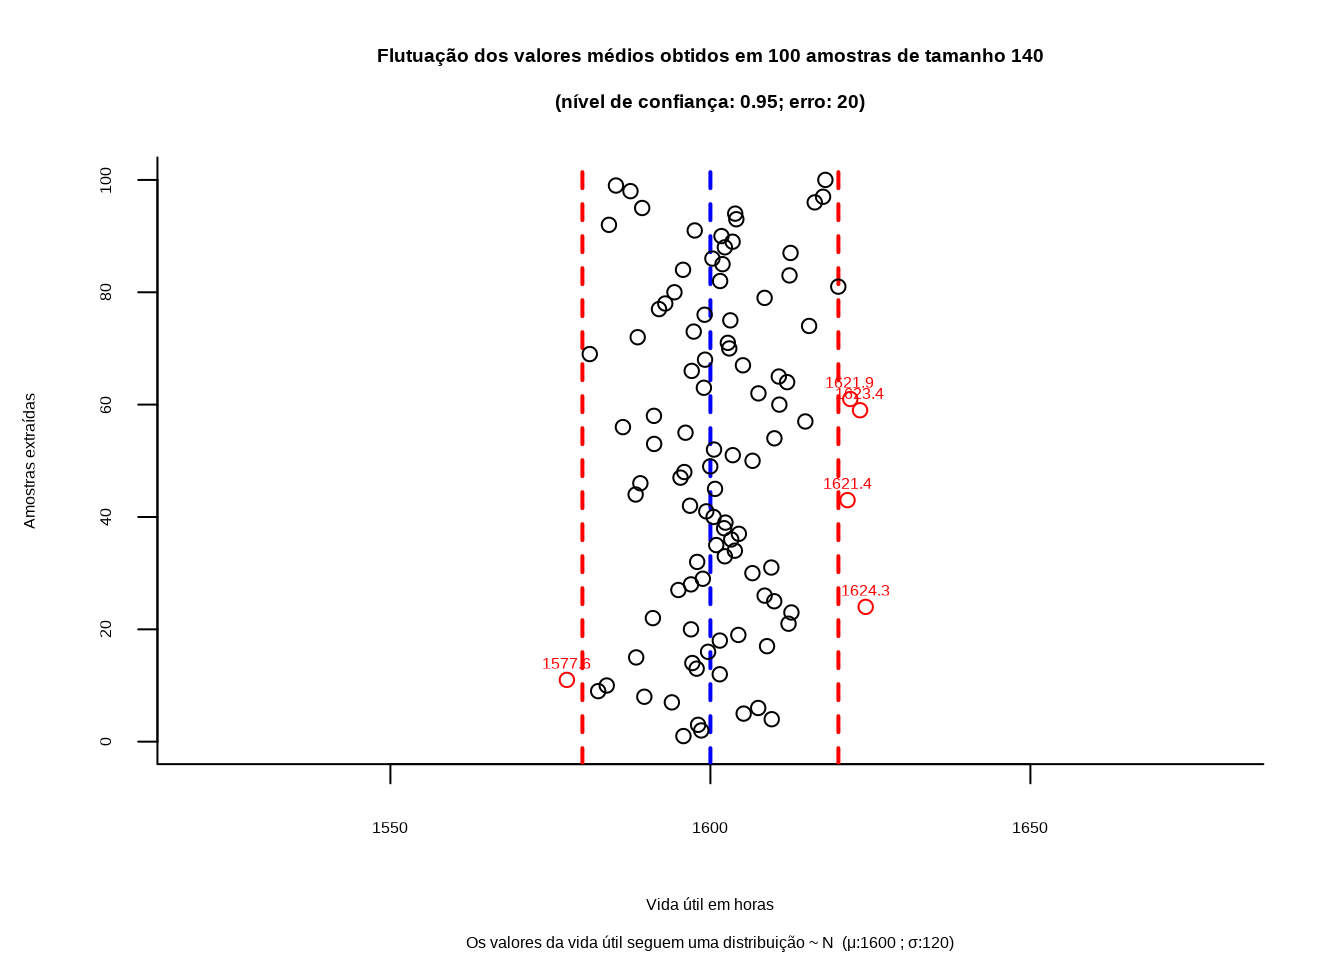 Flutuação dos valores médios obtidos em 100 amostras de tamanho 140
(nível de confiança: 0.95; erro: 20)
100
80
60
40
20
0
Amostras extraídas
1621.9
1623.4
1621.4
1624.3
1577.6
1550
1600
1650
Vida útil em horas
Os valores da vida útil seguem uma distribuição ~ N (μ:1600 ; σ:120)